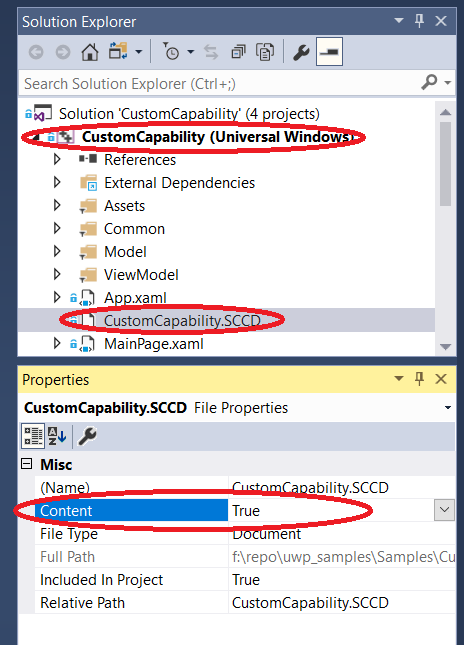 Solution Explorer
Search Solution Explorer (Ctrl+;)
Solution 'CustomCapability' (4 projects)
CustomCapability (Universal Windows)
References
External Dependencies
Assets
Common
Model
ViewModel
App.xaml
CustomCapability.SCCD
MainPage.xaml
Properties
CustomCapability.SCCD File Properties
Misc
(Name) CustomCapability.SCCD
Content True
File Type Document
Full Path f:\repo\uwp_samples\Samples\Cu
Included In Project True
Relative Path CustomCapability.SCCD